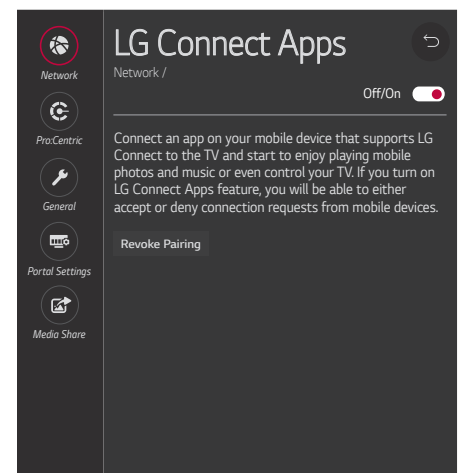 LG Connect Apps
Network /
Off/On
Connect an app on your mobile device that supports LG
Connect to the TV and start to enjoy playing mobile
photos and music or even control your TV. If you turn on
LG Connect Apps feature, you will be able to either
accept or deny connection requests from mobile devices.
Revoke Pairing
Network
Pro:Centric
General
Portal Settings
Media Share